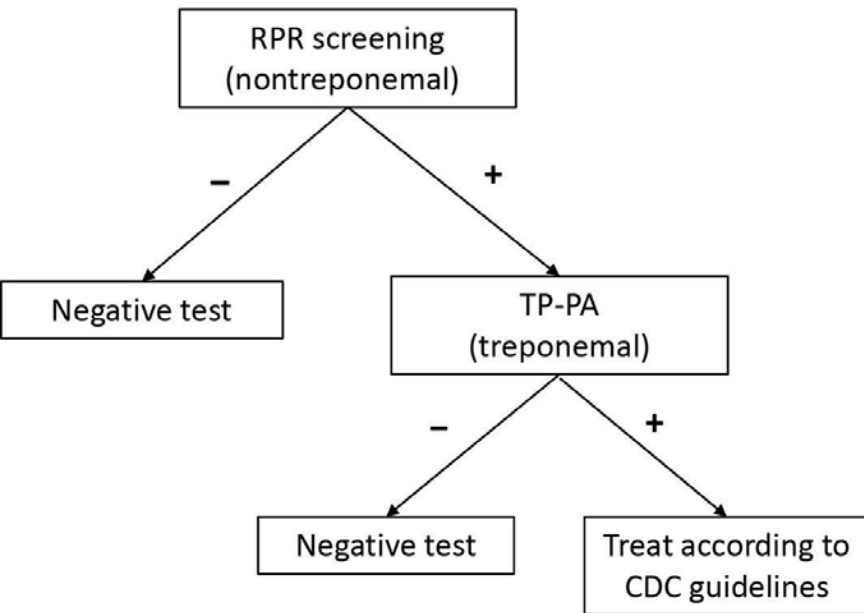 RPR screening
(nontreponemal)
–
+
Negative test
TP-PA
(treponemal)
–
+
Negative test
Treat according to
CDC guidelines